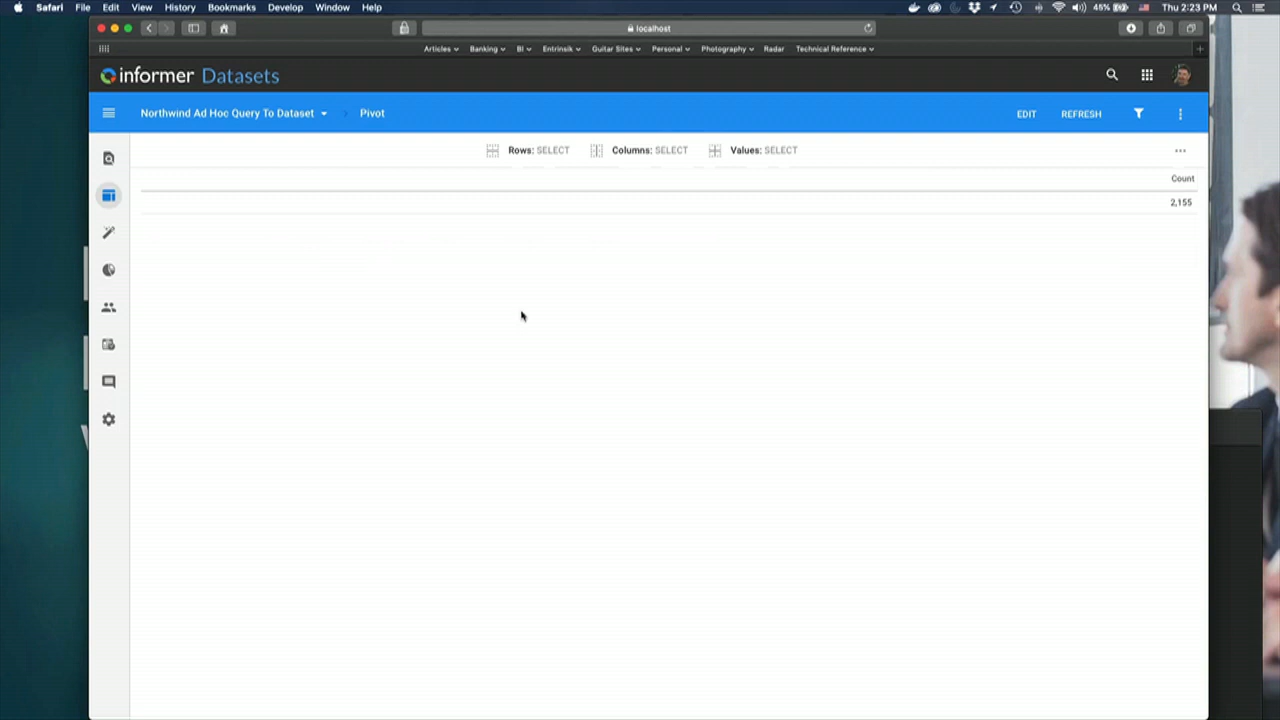 Safari File Edit View History Bookmarks Develop Window Help 46% Thu 2:23 PM
localhost
Articles Banking BI Entrinsik Guitar Sites Personal Photography Radar Technical Reference
informer Datasets
Northwind Ad Hoc Query To Dataset Pivot EDIT REFRESH
Rows: SELECT Columns: SELECT Values: SELECT
Count
2,155